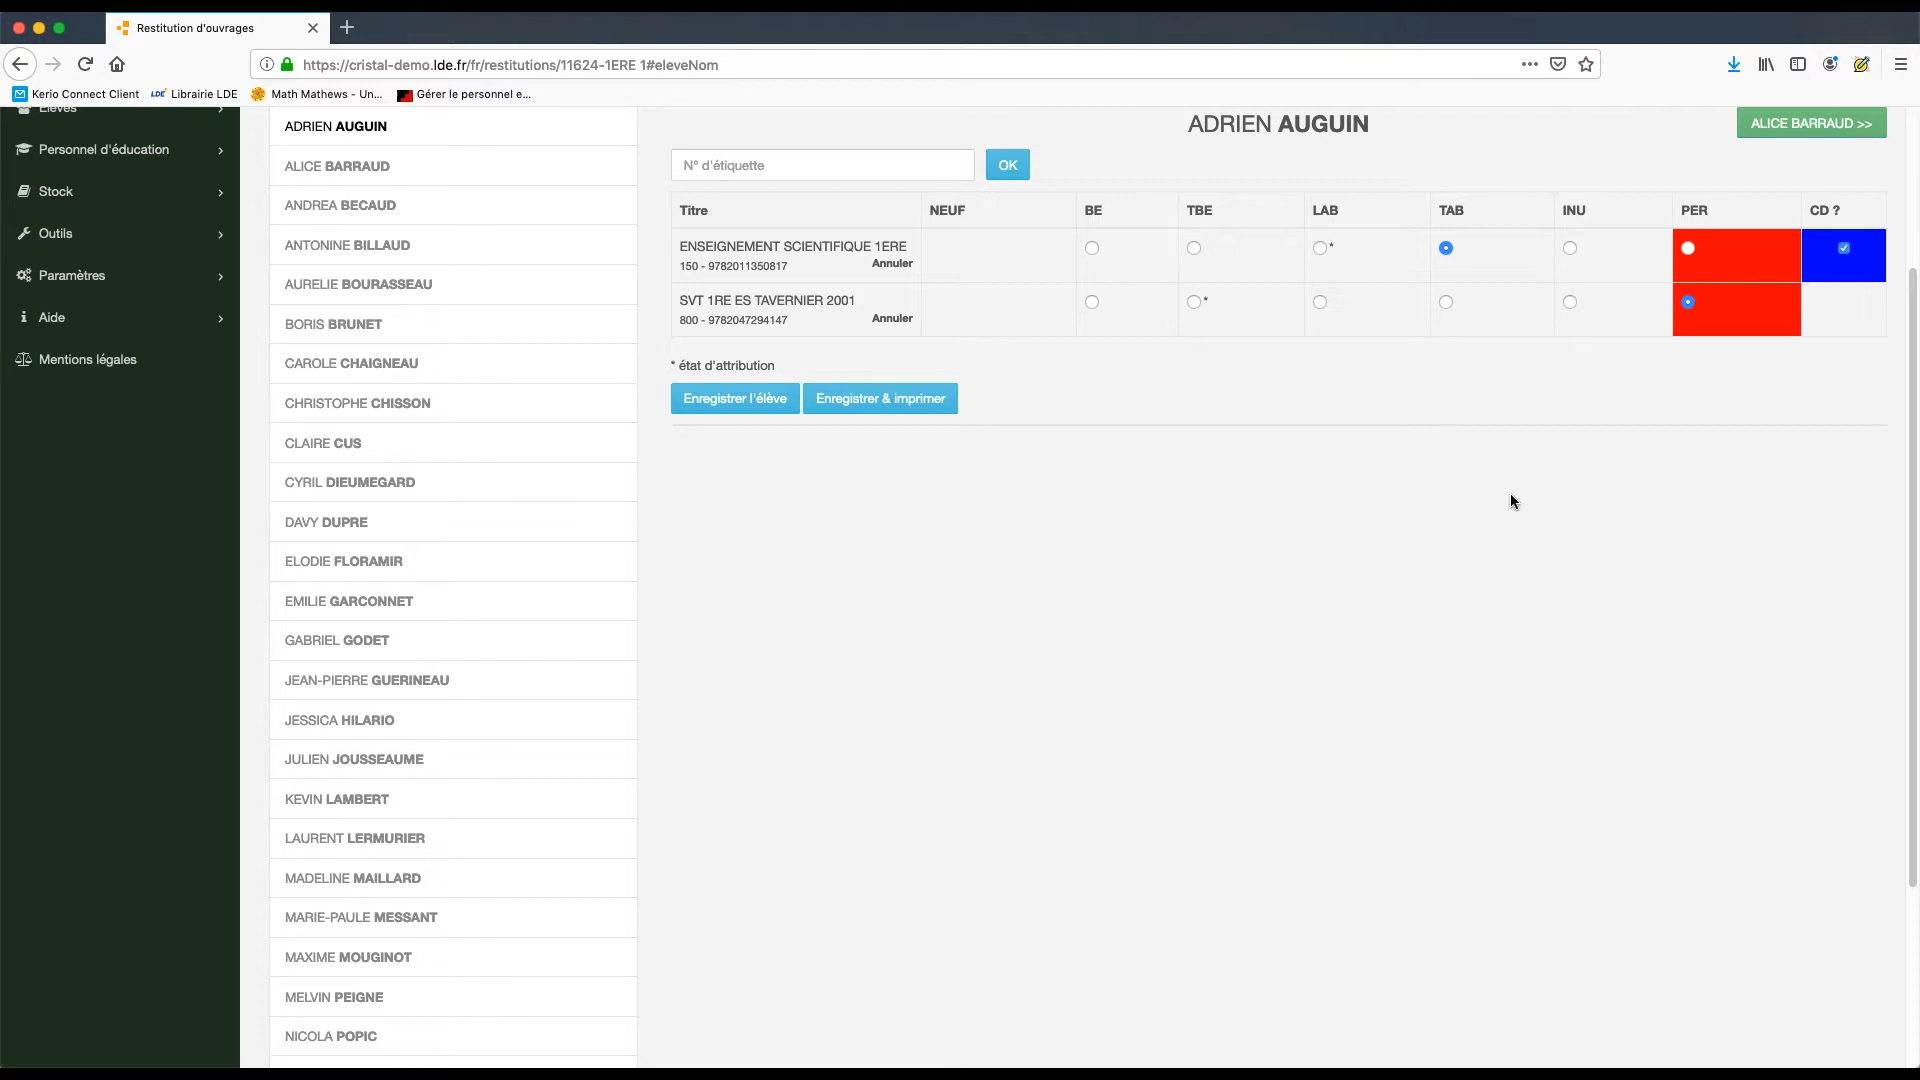 Restitution d'ouvrages
https://cristal-demo.lde.fr/fr/restitutions/11624-1ERE 1#eleveNom
Kerio Connect Client
LDE Librairie LDE
Math Mathews - Un...
Gérer le personnel e...
Elèves
Personnel d'éducation
Stock
Outils
Paramètres
Aide
Mentions légales
ADRIEN AUGUIN
ALICE BARRAUD
ANDREA BECAUD
ANTONINE BILLAUD
AURELIE BOURASSEAU
BORIS BRUNET
CAROLE CHAIGNEAU
CHRISTOPHE CHISSON
CLAIRE CUS
CYRIL DIEUMEGARD
DAVY DUPRE
ELODIE FLORAMIR
EMILIE GARCONNET
GABRIEL GODET
JEAN-PIERRE GUERINEAU
JESSICA HILARIO
JULIEN JOUSSEAUME
KEVIN LAMBERT
LAURENT LERMURIER
MADELINE MAILLARD
MARIE-PAULE MESSANT
MAXIME MOUGINOT
MELVIN PEIGNE
NICOLA POPIC
ADRIEN AUGUIN
ALICE BARRAUD >>
N° d'étiquette
OK
Titre NEUF BE TBE LAB TAB INU PER CD ?
ENSEIGNEMENT SCIENTIFIQUE 1ERE *
150 - 9782011350817 Annuler
SVT 1RE ES TAVERNIER 2001 *
800 - 9782047294147 Annuler
* état d'attribution
Enregistrer l'élève Enregistrer & imprimer